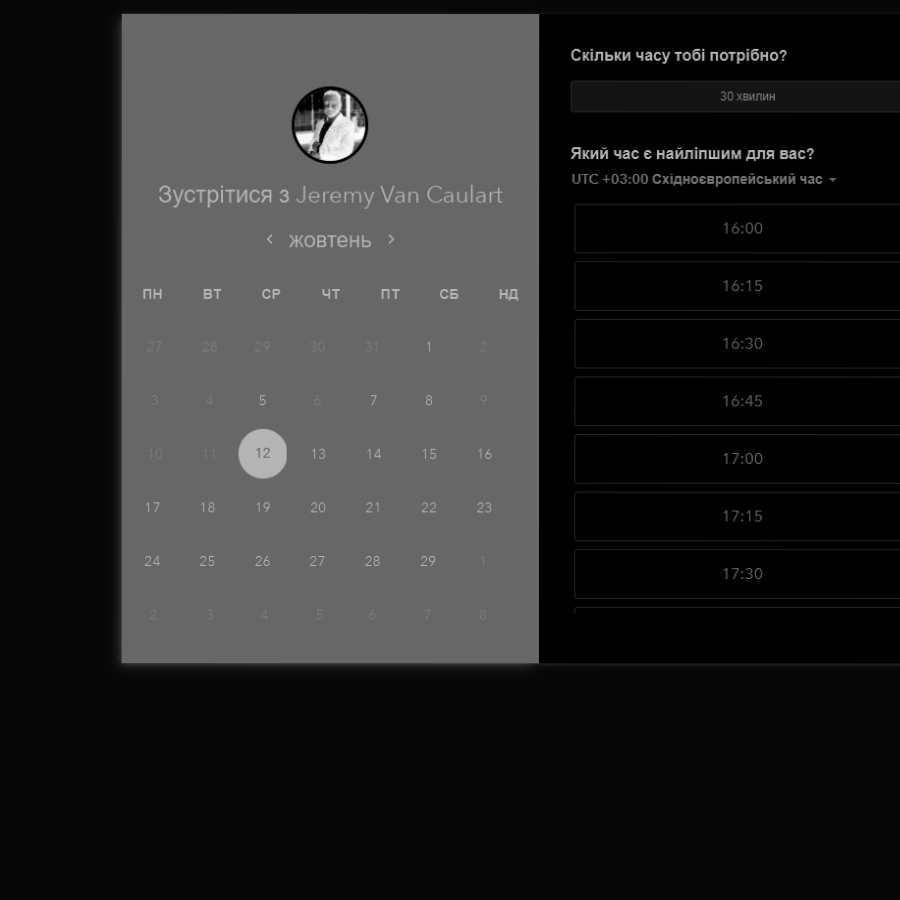 Зустрітися з Jeremy Van Caulart
жовтень
ПН ВТ СР ЧТ ПТ СБ НД
27 28 29 30 31 1 2
3 4 5 6 7 8 9
10 11 12 13 14 15 16
17 18 19 20 21 22 23
24 25 26 27 28 29 1
2 3 4 5 6 7 8
Скільки часу тобі потрібно?
30 хвилин
Який час є найліпшим для вас?
UTC +03:00 Східноєвропейський час
16:00
16:15
16:30
16:45
17:00
17:15
17:30